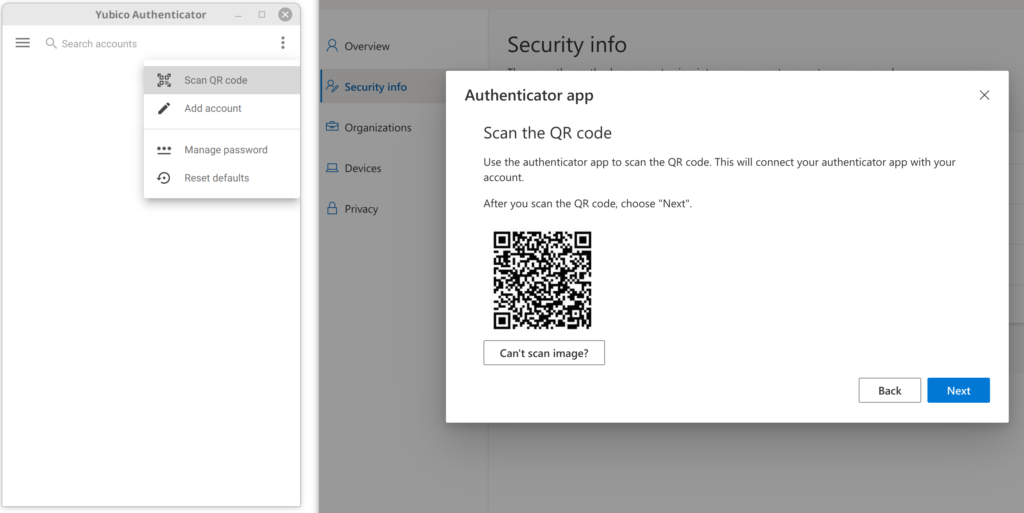 Yubico Authenticator
Search accounts
Scan QR code
Add account
Manage password
Reset defaults
Overview
Security info
Organizations
Devices
Privacy
Security info
Authenticator app
Scan the QR code
Use the authenticator app to scan the QR code. This will connect your authenticator app with your
account.
After you scan the QR code, choose "Next".
Can't scan image?
Back
Next